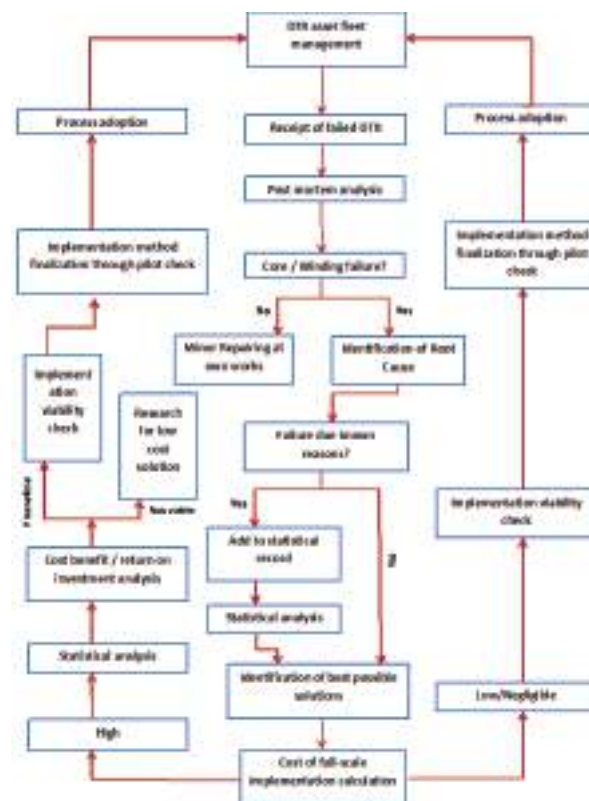 DTR asset fleet
management
Process adoption
Receipt of failed DTR
Process adoption
Post mortem analysis
Implementation method
finalization through pilot
check
Implementation method
finalization through pilot check
Core / Winding failure?
No
Yes
Minor Repairing at
own works
Identification of Root
Cause
Implement
ation
viability
check
Research
for low
cost
solution
Failure due known
reasons?
Not viable
Yes
No
Implementation viability
check
Add to statistical
record
Cost benefit / return on
investment analysis
Statistical analysis
Statistical analysis
Identification of best possible
solutions
Low/Negligible
High
Cost of full-scale
implementation calculation